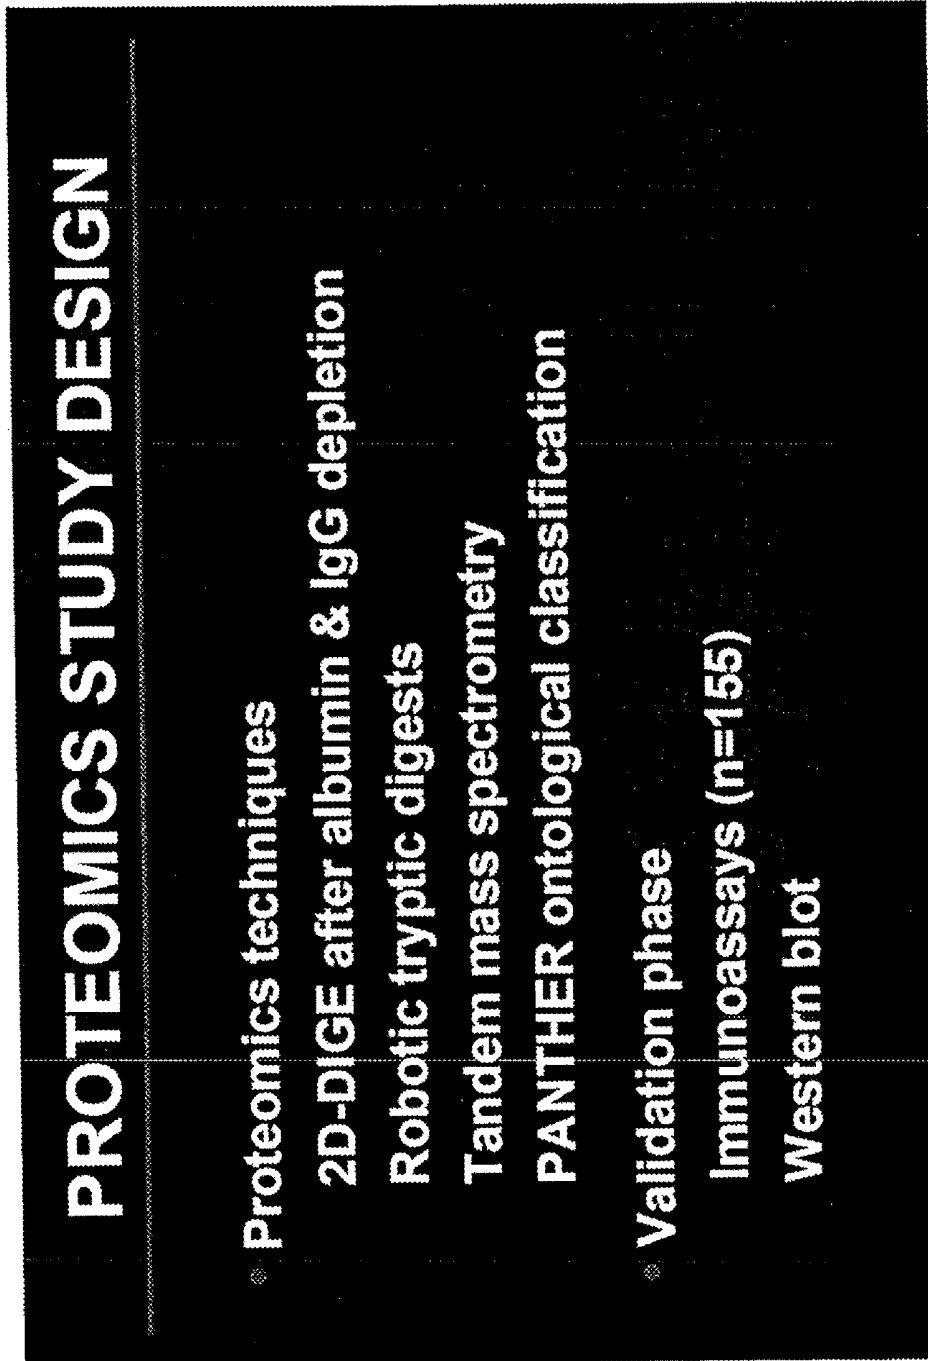 PROTEOMICS STUDY DESIGN
Proteomics techniques
2D-DIGE after albumin & IgG depletion
Robotic tryptic digests
Tandem mass spectrometry
PANTHER ontological classification
Validation phase
Immunoassays (n=155)
Western blot